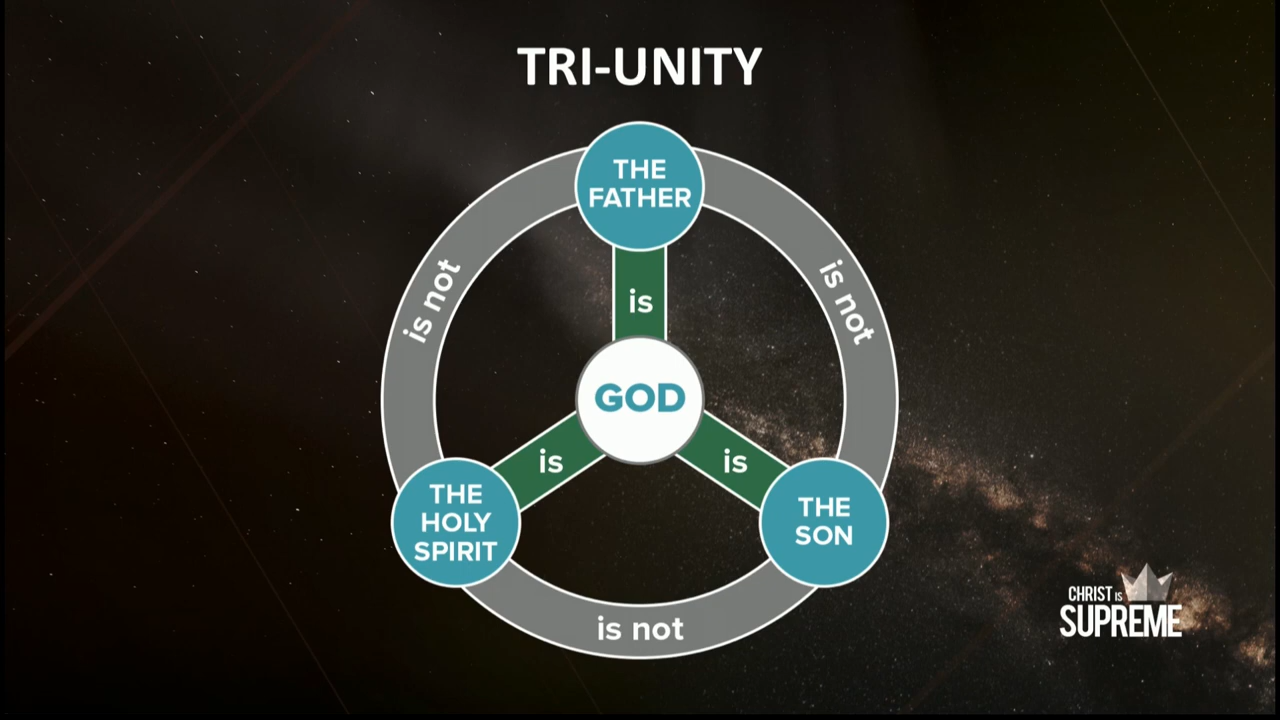 TRI-UNITY
THE
FATHER
is not
is not
is
GOD
is
is
THE
HOLY
SPIRIT
THE
SON
is not
CHRIST IS
SUPREME